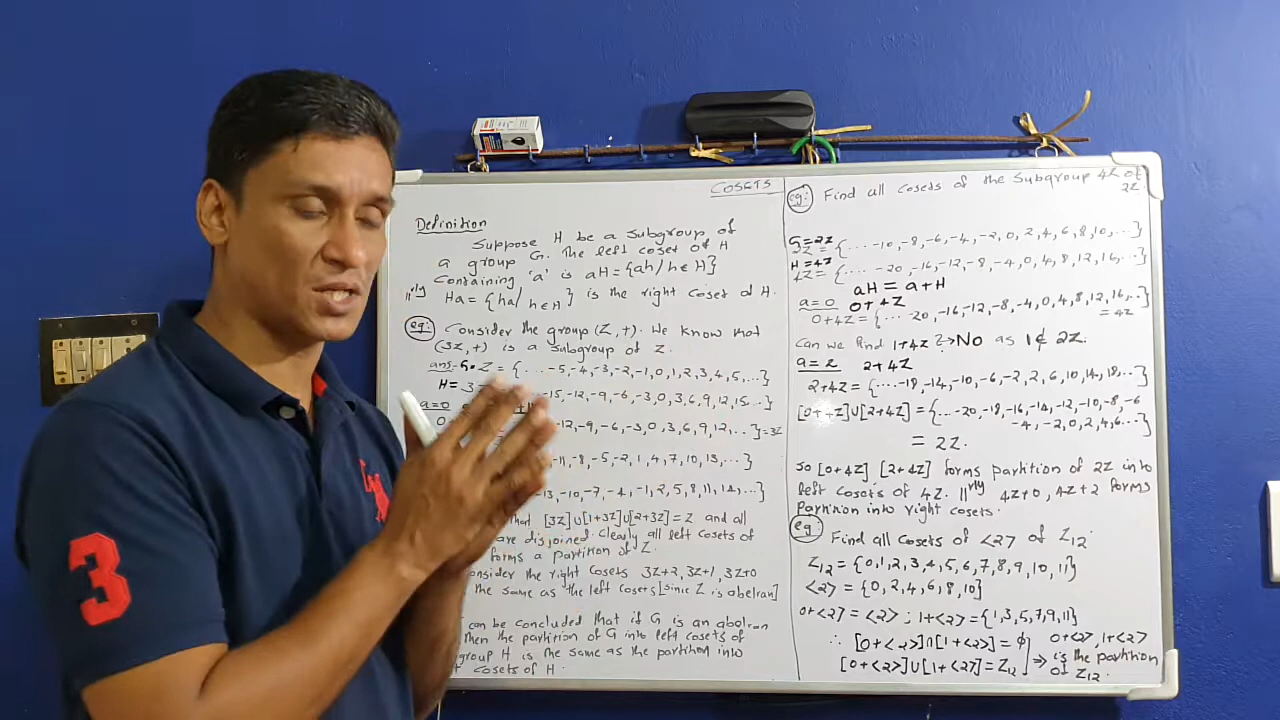 COSETS
Definition
Suppose H be a subgroup of
a group G. The left coset of H
Containing 'a' is aH = {ah/h∈H}
||rly Ha = {ha/h∈H} is the right coset of H.
eg: Consider the group (Z,+). We know that
(3Z,+) is a subgroup of Z.
ans- G= Z = {.... -5,-4,-3,-2,-1,0,1,2,3,4,5,...}
H= 3Z -15,-12,-9,-6,-3,0,3,6,9,12,15...}
a=0
-12,-9,-6,-3,0,3,6,9,12,...}=3Z
-11,-8,-5,-2,1,4,7,10,13,...}
-13,-10,-7,-4,-1,2,5,8,11,14,...}
[3Z]U[1+3Z]U[2+3Z] = Z and all
are disjoined. Clearly all left cosets of
forms a partition of Z.
onsider the right cosets 3Z+2, 3Z+1, 3Z+0
the same as the left cosets [since Z is abelian]
can be concluded that if G is an abelian
then the partition of G into left cosets of
group H is the same as the partition into
cosets of H.
eg: Find all cosets of the subgroup 4Z of
2Z
G=2Z
2Z = {.... -10,-8,-6,-4,-2,0,2,4,6,8,10,...}
H=4Z
4Z= {.... -20,-16,-12,-8,-4,0,4,8,12,16,...}
aH = a+H
a=0 0+4Z
0+4Z={... -20,-16,-12,-8,-4,0,4,8,12,16,..}
= 4Z
Can we find 1+4Z?→No as 1∉2Z.
a=2 2+4Z
2+4Z = {....-18,-14,-10,-6,-2,2,6,10,14,18...}
[0+4Z]U[2+4Z] = {... -20,-18,-16,-14,-12,-10,-8,-6
-4,-2,0,2,4,6...}
= 2Z.
So [0+4Z] [2+4Z] forms partition of 2Z into
left cosets of 4Z. ||rly 4Z+0, 4Z+2 forms
Partition into right cosets.
eg: Find all cosets of <2> of Z12.
Z12 = {0,1,2,3,4,5,6,7,8,9,10,11}
<2> = {0,2,4,6,8,10}
0+<2> = <2> ; 1+<2> = {1,3,5,7,9,11}
∴ [0+<2>]∩[1+<2>] = φ
[0+<2>]U[1+<2>] = Z12
⇒ 0+<2>, 1+<2>
is the partition
of Z12.
3